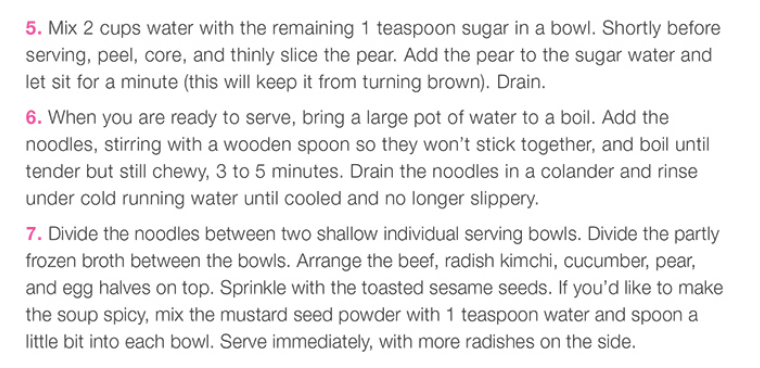 5. Mix 2 cups water with the remaining 1 teaspoon sugar in a bowl. Shortly before
serving, peel, core, and thinly slice the pear. Add the pear to the sugar water and
let sit for a minute (this will keep it from turning brown). Drain.
6. When you are ready to serve, bring a large pot of water to a boil. Add the
noodles, stirring with a wooden spoon so they won’t stick together, and boil until
tender but still chewy, 3 to 5 minutes. Drain the noodles in a colander and rinse
under cold running water until cooled and no longer slippery.
7. Divide the noodles between two shallow individual serving bowls. Divide the partly
frozen broth between the bowls. Arrange the beef, radish kimchi, cucumber, pear,
and egg halves on top. Sprinkle with the toasted sesame seeds. If you’d like to make
the soup spicy, mix the mustard seed powder with 1 teaspoon water and spoon a
little bit into each bowl. Serve immediately, with more radishes on the side.